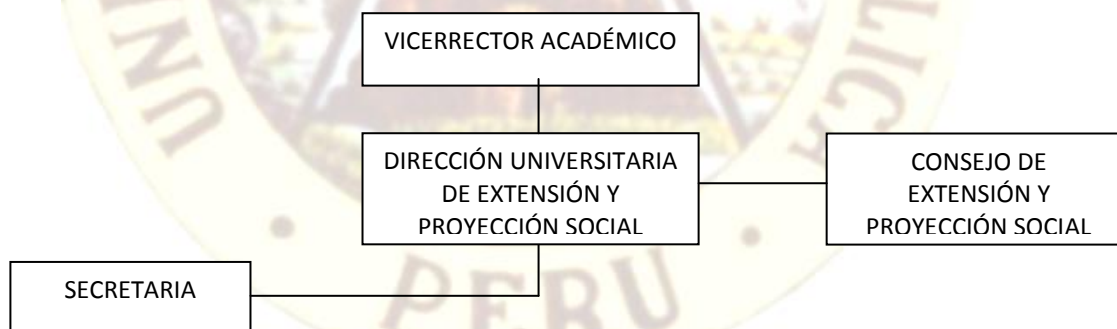 VICERRECTOR ACADÉMICO
DIRECCIÓN UNIVERSITARIA
DE EXTENSIÓN Y
PROYECCIÓN SOCIAL
CONSEJO DE
EXTENSIÓN Y
PROYECCIÓN SOCIAL
SECRETARIA
PERU